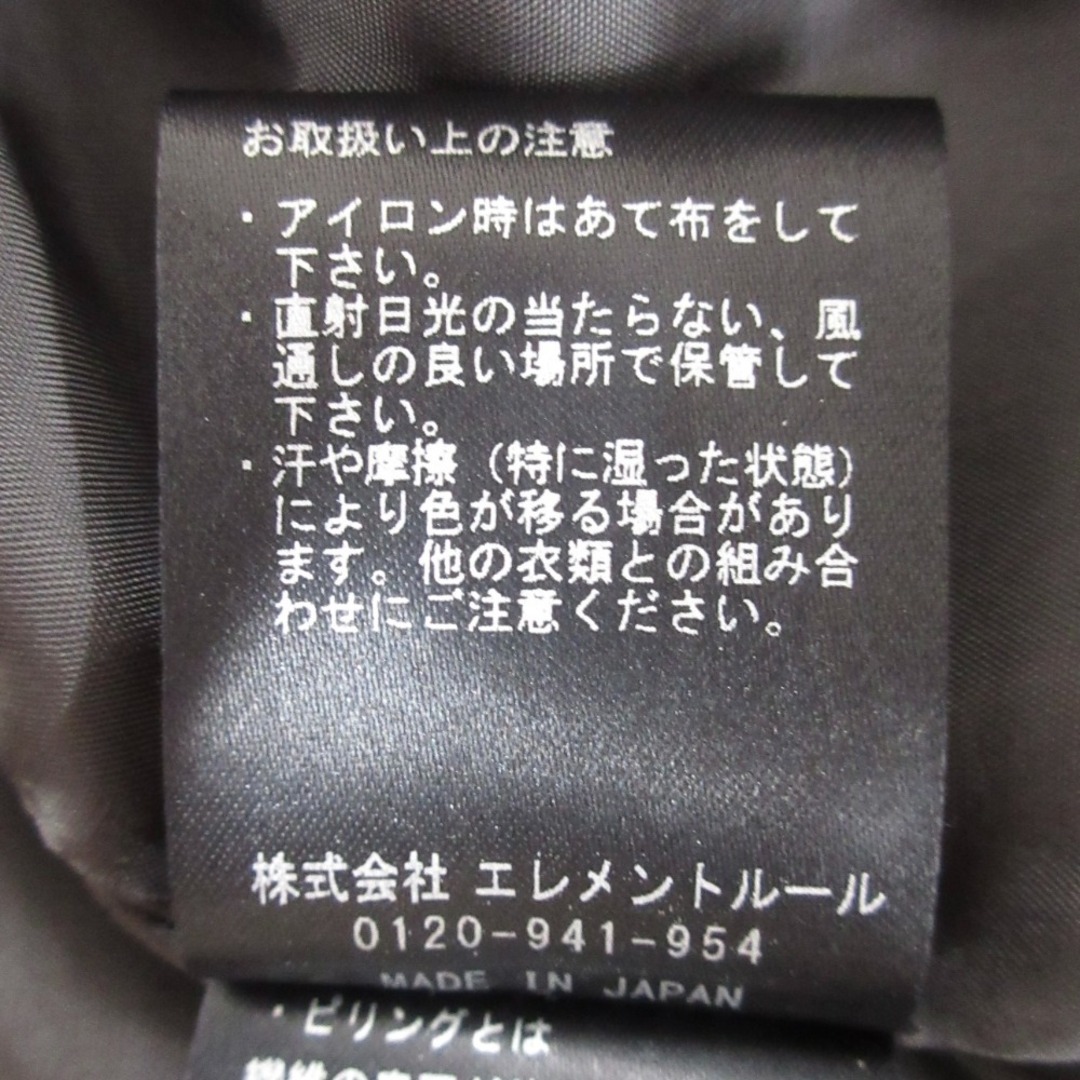 お取扱い上の注意
・アイロン時はあて布をして
下さい。
・直射日光の当たらない、風
通しの良い場所で保管して
下さい。
・汗や摩擦（特に湿った状態）
により色が移る場合があり
ます。他の衣類との組み合
わせにご注意ください。
株式会社 エレメントルール
0120-941-954
MADE IN JAPAN
・ピリングとは